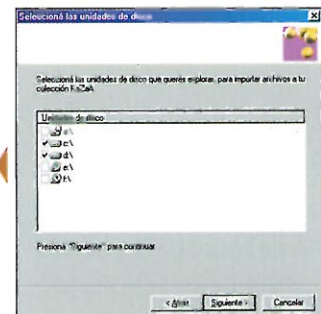 Seleccioná las unidades de disco
Seleccioná las unidades de disco que querés explorar, para importar archivos a tu
colección KaZaA.
Unidades de disco
a:\
c:\
d:\
e:\
f:\
Presioná "Siguiente" para continuar
< Atrás
Siguiente >
Cancelar